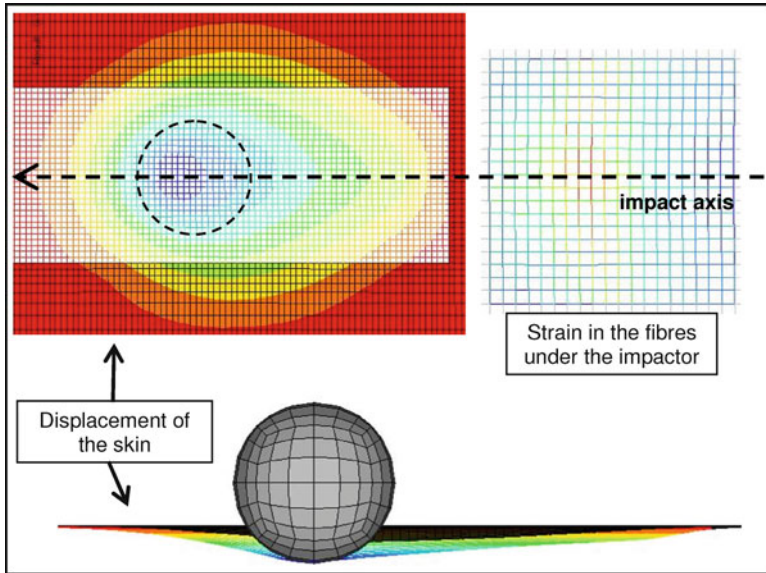 impact axis
Strain in the fibres
under the impactor
Displacement of
the skin